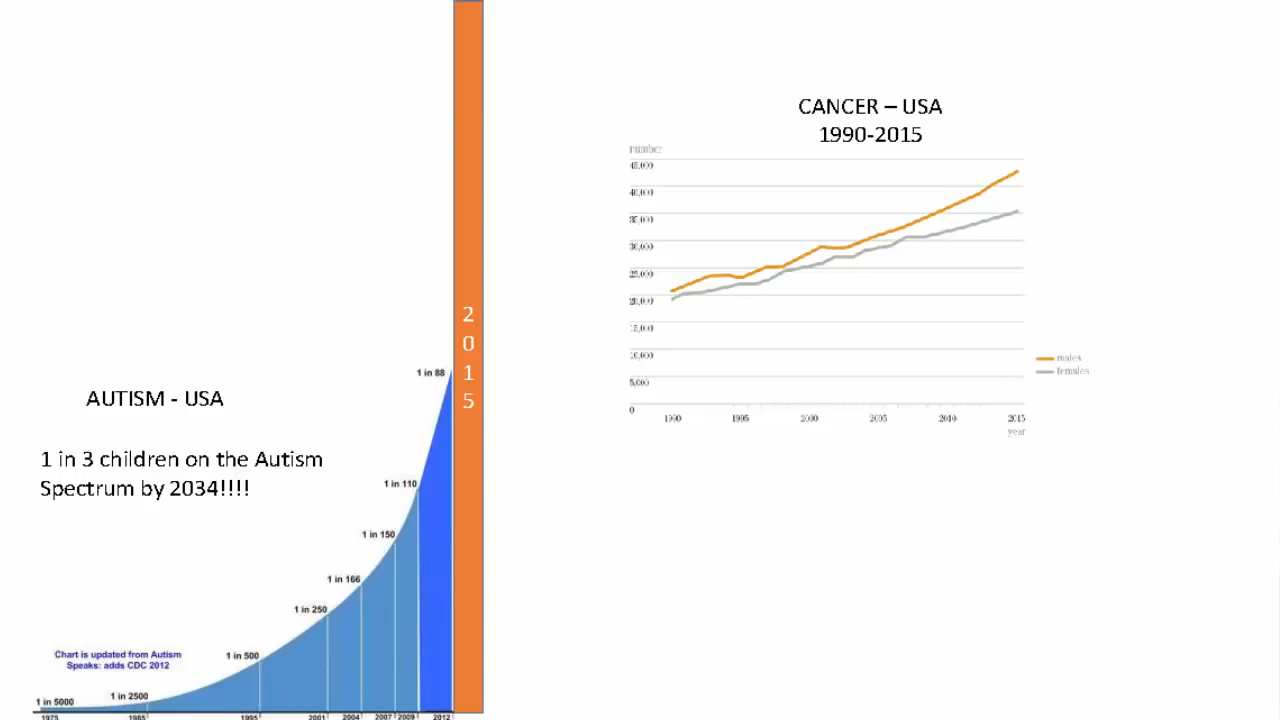 CANCER – USA
1990-2015
number
45,000
40,000
35,000
30,000
25,000
20,000
15,000
10,000
5,000
0
1990 1995 2000 2005 2010 2015
year
males
females
2
0
1
5
AUTISM - USA
1 in 3 children on the Autism
Spectrum by 2034!!!!
1 in 88
1 in 110
1 in 150
1 in 166
1 in 250
1 in 500
1 in 2500
1 in 5000
Chart is updated from Autism
Speaks: adds CDC 2012
1975 1985 1995 2001 2004 2007 2009 2012